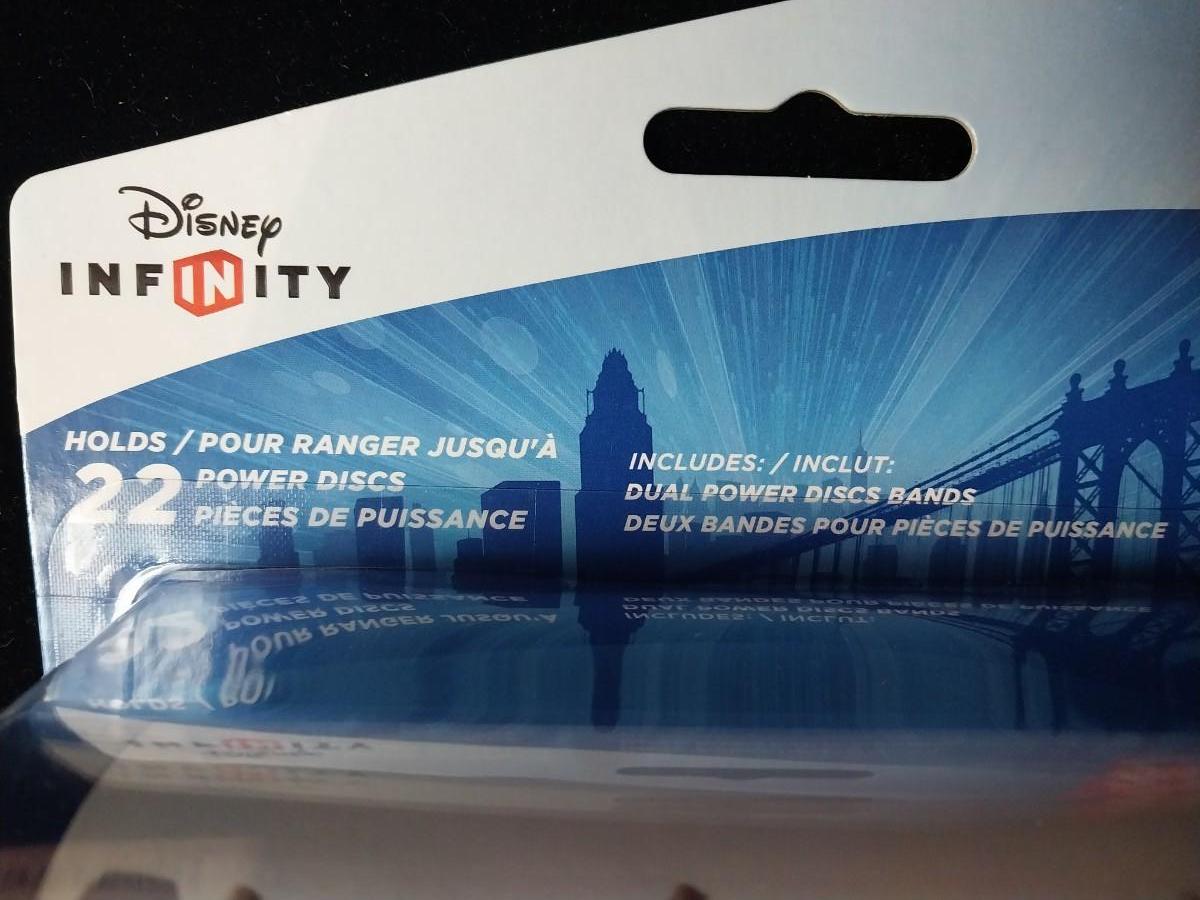 Disney
INFINITY
HOLDS / POUR RANGER JUSQU'À
22 POWER DISCS
PIÈCES DE PUISSANCE
INCLUDES: / INCLUT:
DUAL POWER DISCS BANDS
DEUX BANDES POUR PIÈCES DE PUISSANCE